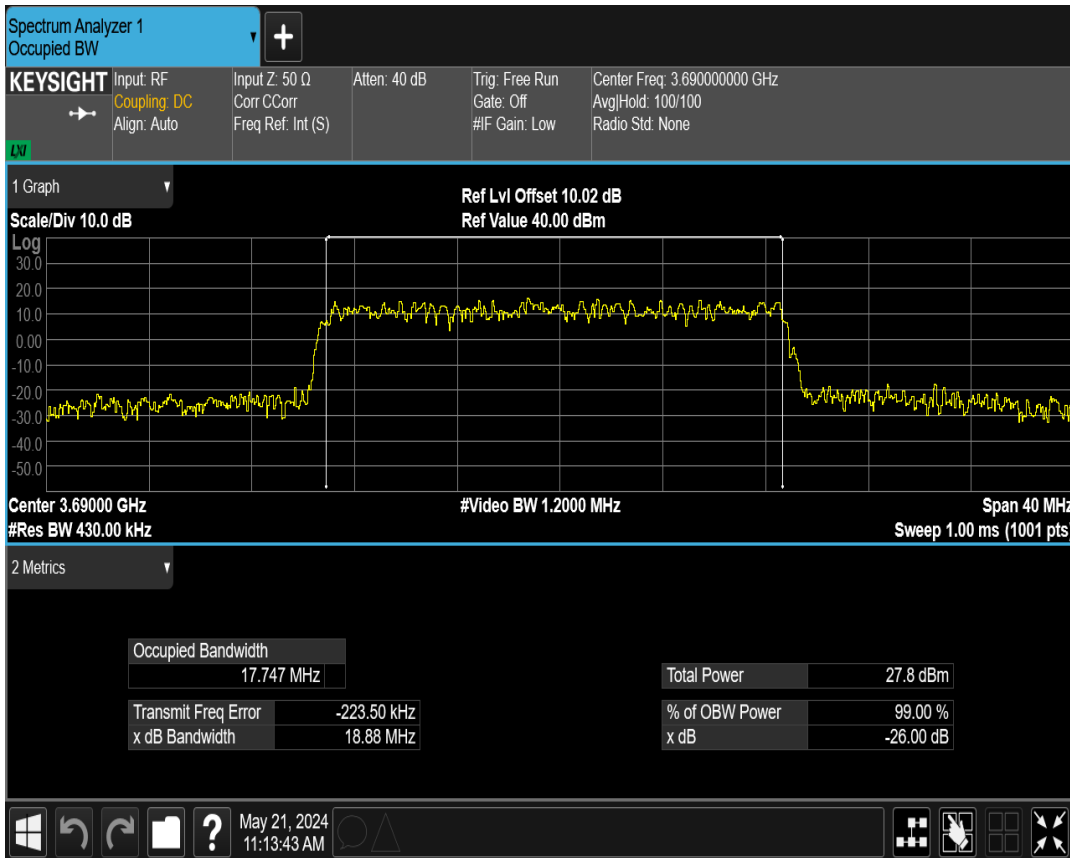 Spectrum Analyzer 1
Occupied BW
+
KEYSIGHT
LXI
Input: RF
Coupling: DC
Align: Auto
Input Z: 50 Ω
Corr CCorr
Freq Ref: Int (S)
Atten: 40 dB
Trig: Free Run
Gate: Off
#IF Gain: Low
Center Freq: 3.690000000 GHz
Avg|Hold: 100/100
Radio Std: None
1 Graph
Scale/Div 10.0 dB
Ref Lvl Offset 10.02 dB
Ref Value 40.00 dBm
Log
30.0
20.0
10.0
0.00
-10.0
-20.0
-30.0
-40.0
-50.0
Center 3.69000 GHz
#Video BW 1.2000 MHz
Span 40 MHz
#Res BW 430.00 kHz
Sweep 1.00 ms (1001 pts)
2 Metrics
Occupied Bandwidth
17.747 MHz
Total Power 27.8 dBm
Transmit Freq Error -223.50 kHz
% of OBW Power 99.00 %
x dB Bandwidth 18.88 MHz
x dB -26.00 dB
?
May 21, 2024
11:13:43 AM